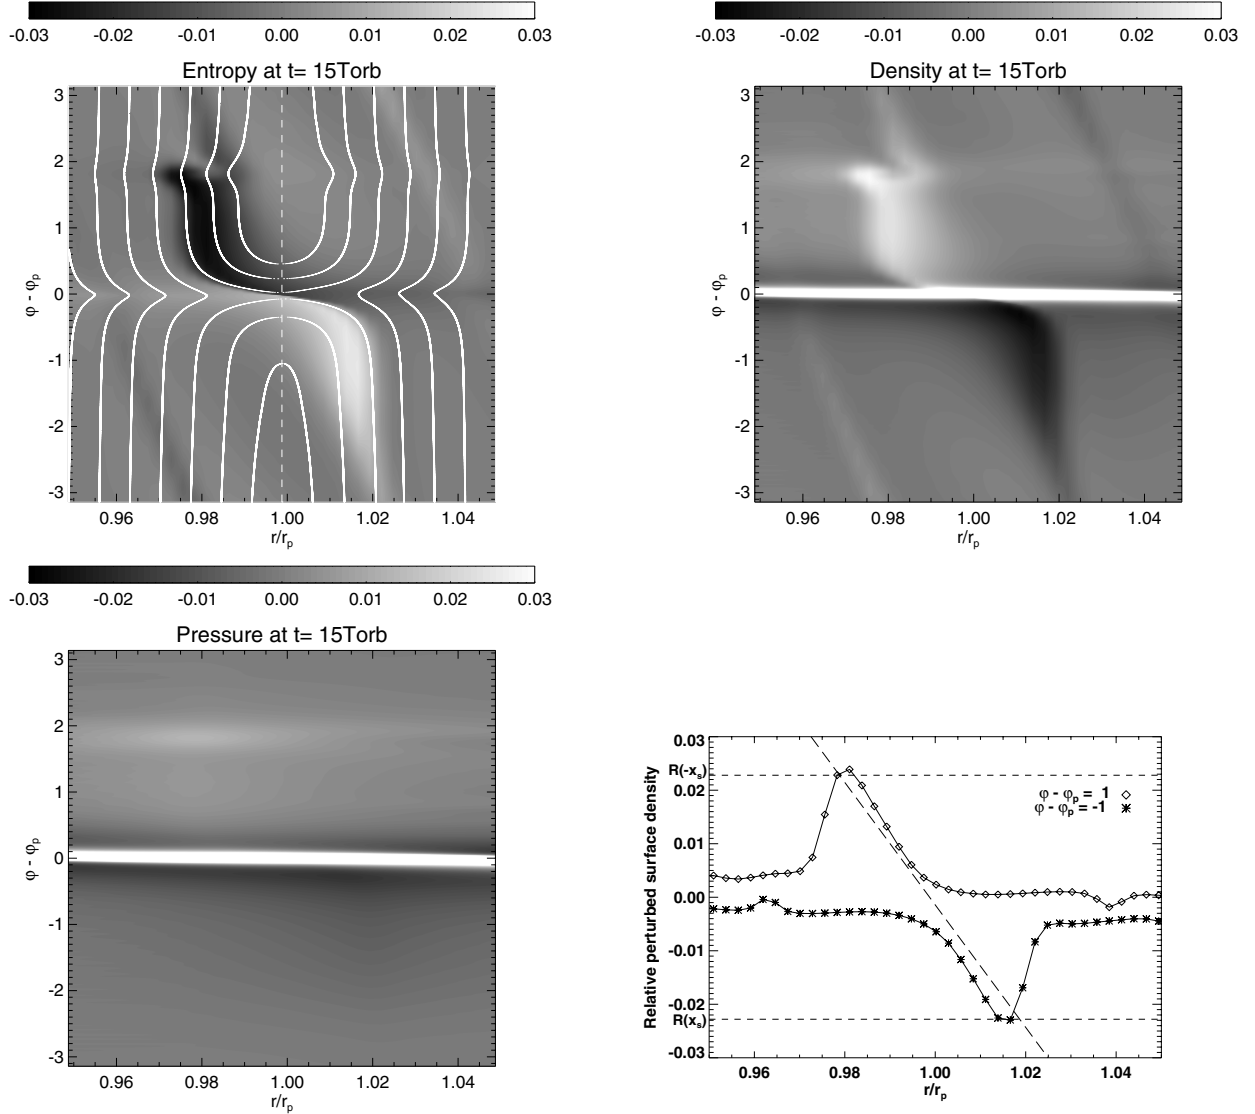 -0.03 -0.02 -0.01 0.00 0.01 0.02 0.03
Entropy at t= 15Torb
3
2
1
0
-1
-2
-3
φ - φp
0.96 0.98 1.00 1.02 1.04
r/rp
-0.03 -0.02 -0.01 0.00 0.01 0.02 0.03
Density at t= 15Torb
3
2
1
0
-1
-2
-3
φ - φp
0.96 0.98 1.00 1.02 1.04
r/rp
-0.03 -0.02 -0.01 0.00 0.01 0.02 0.03
Pressure at t= 15Torb
3
2
1
0
-1
-2
-3
φ - φp
0.96 0.98 1.00 1.02 1.04
r/rp
0.03
R(-xs)
0.02
0.01
0.00
-0.01
-0.02
R(xs)
-0.03
Relative perturbed surface density
φ - φp = 1
φ - φp = -1
0.96 0.98 1.00 1.02 1.04
r/rp